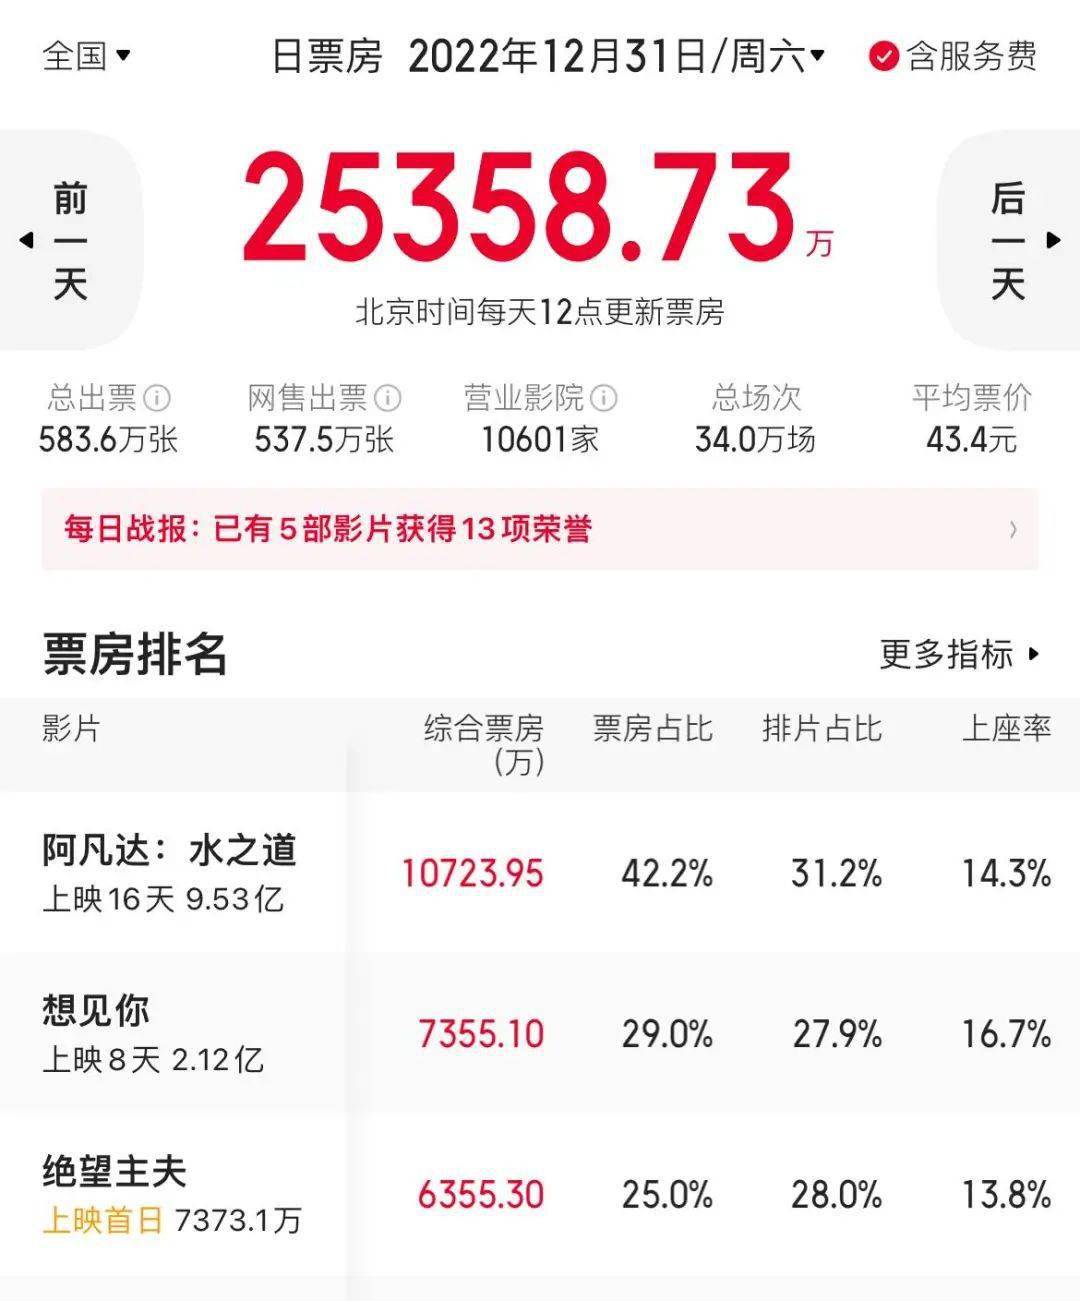 全国 日票房 2022年12月31日/周六 含服务费
前一天
25358.73万
后一天
北京时间每天12点更新票房
总出票 网售出票 营业影院 总场次 平均票价
583.6万张 537.5万张 10601家 34.0万场 43.4元
每日战报：已有5部影片获得13项荣誉
票房排名 更多指标
影片 综合票房(万) 票房占比 排片占比 上座率
阿凡达：水之道 10723.95 42.2% 31.2% 14.3%
上映16天 9.53亿
想见你 7355.10 29.0% 27.9% 16.7%
上映8天 2.12亿
绝望主夫 6355.30 25.0% 28.0% 13.8%
上映首日 7373.1万